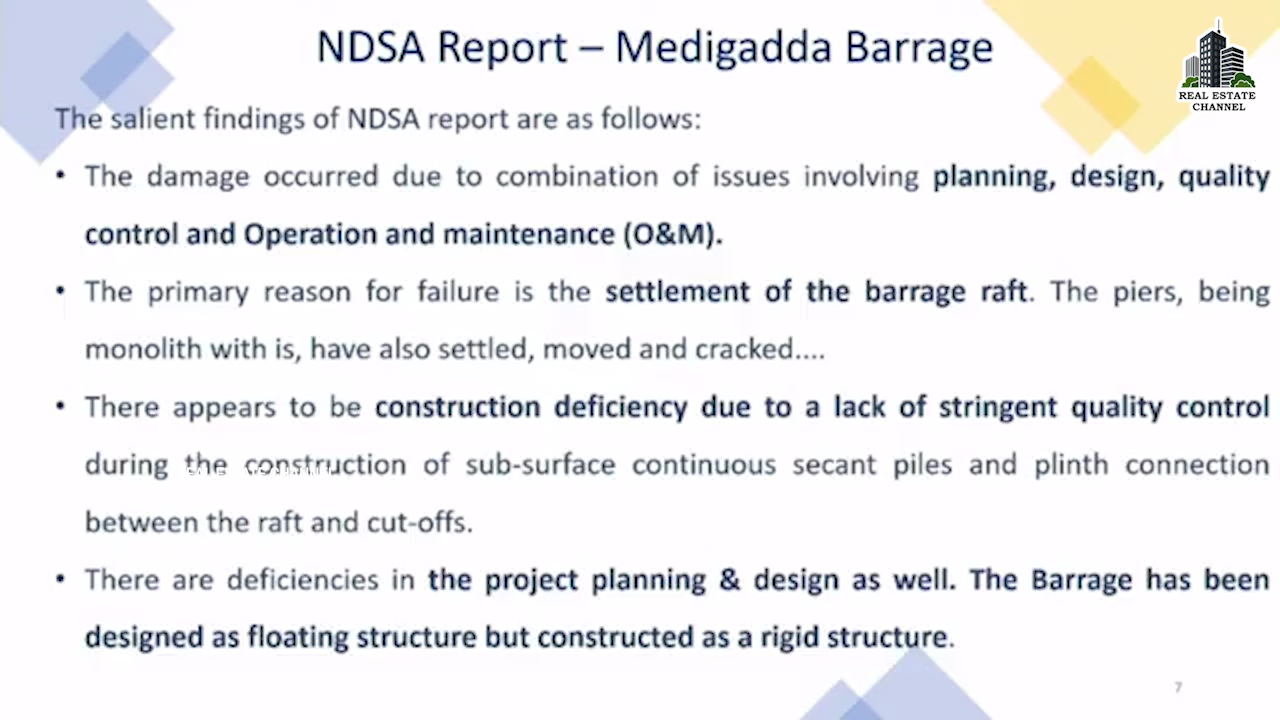 NDSA Report – Medigadda Barrage
REAL ESTATE
CHANNEL
The salient findings of NDSA report are as follows:
• The damage occurred due to combination of issues involving planning, design, quality
control and Operation and maintenance (O&M).
• The primary reason for failure is the settlement of the barrage raft. The piers, being
monolith with is, have also settled, moved and cracked....
• There appears to be construction deficiency due to a lack of stringent quality control
during the construction of sub-surface continuous secant piles and plinth connection
between the raft and cut-offs.
• There are deficiencies in the project planning & design as well. The Barrage has been
designed as floating structure but constructed as a rigid structure.
7